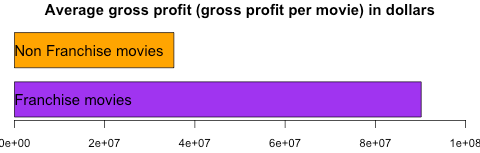 Average gross profit (gross profit per movie) in dollars
Non Franchise movies
Franchise movies
0e+00 2e+07 4e+07 6e+07 8e+07 1e+08